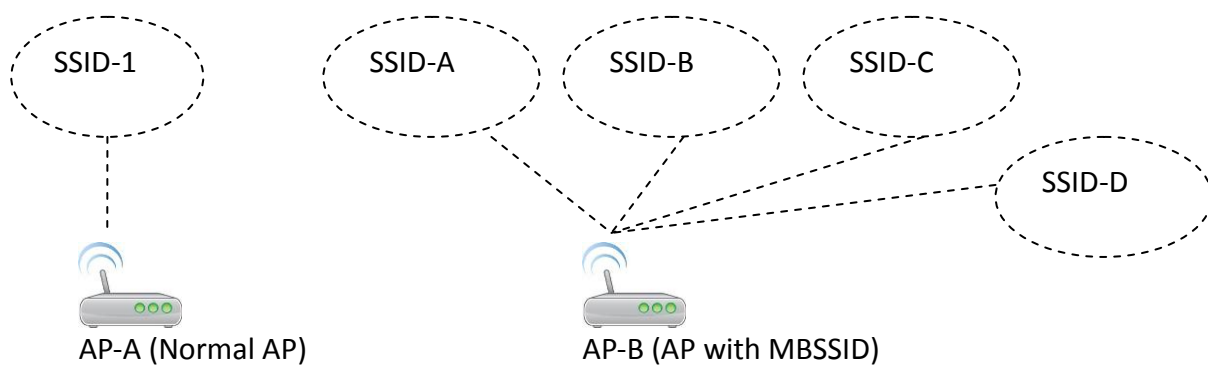 SSID-1
SSID-A
SSID-B
SSID-C
SSID-D
AP-A (Normal AP)
AP-B (AP with MBSSID)